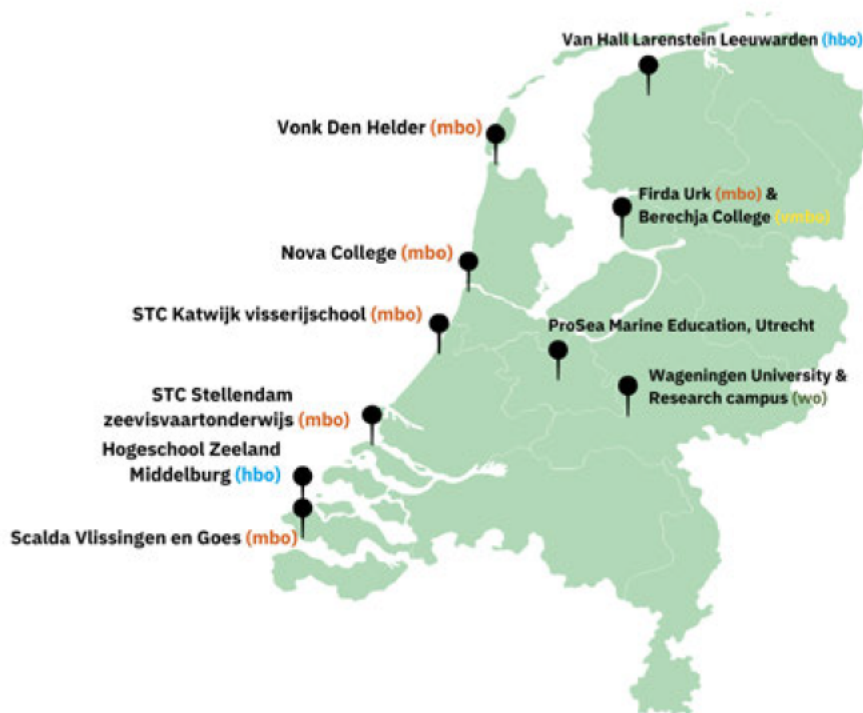 Van Hall Larenstein Leeuwarden (hbo)
Vonk Den Helder (mbo)
Firda Urk (mbo) &
Berechja College (vmbo)
Nova College (mbo)
STC Katwijk visserijschool (mbo)
ProSea Marine Education, Utrecht
Wageningen University &
Research campus (wo)
STC Stellendam
zeevisvaartonderwijs (mbo)
Hogeschool Zeeland
Middelburg (hbo)
Scalda Vlissingen en Goes (mbo)